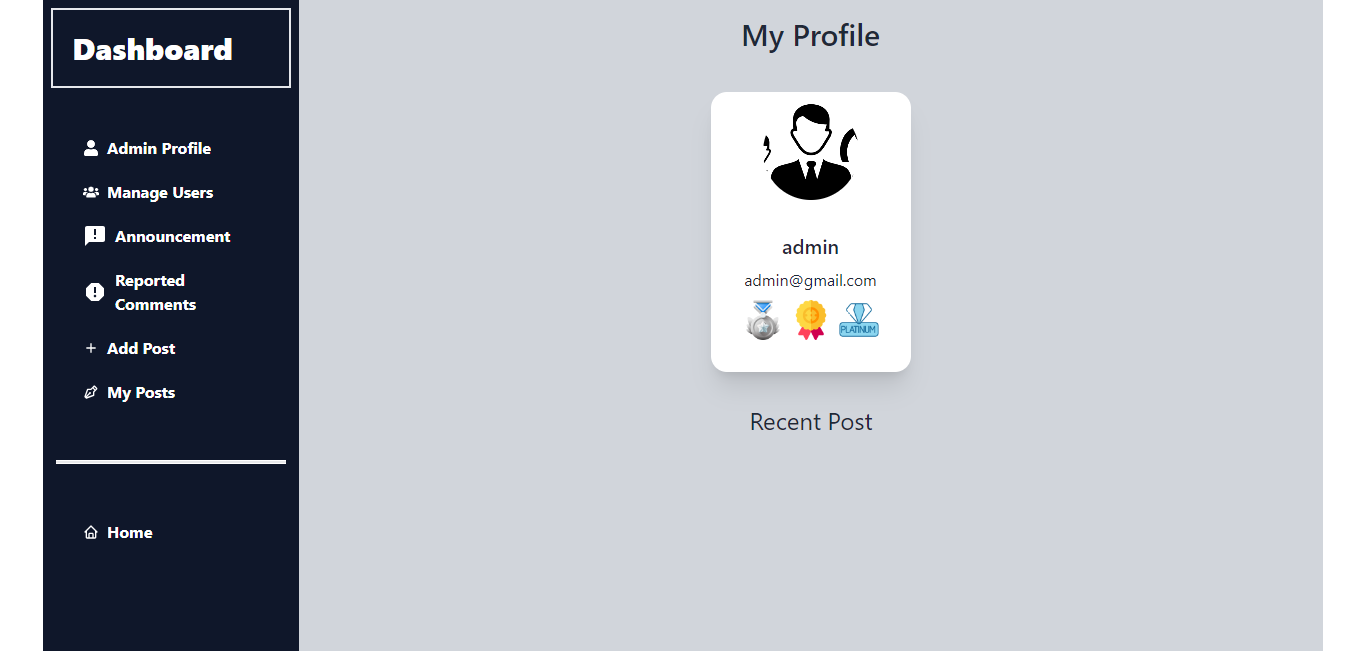 Dashboard
Admin Profile
Manage Users
Announcement
Reported
Comments
Add Post
My Posts
Home
My Profile
admin
admin@gmail.com
PLATINUM
Recent Post